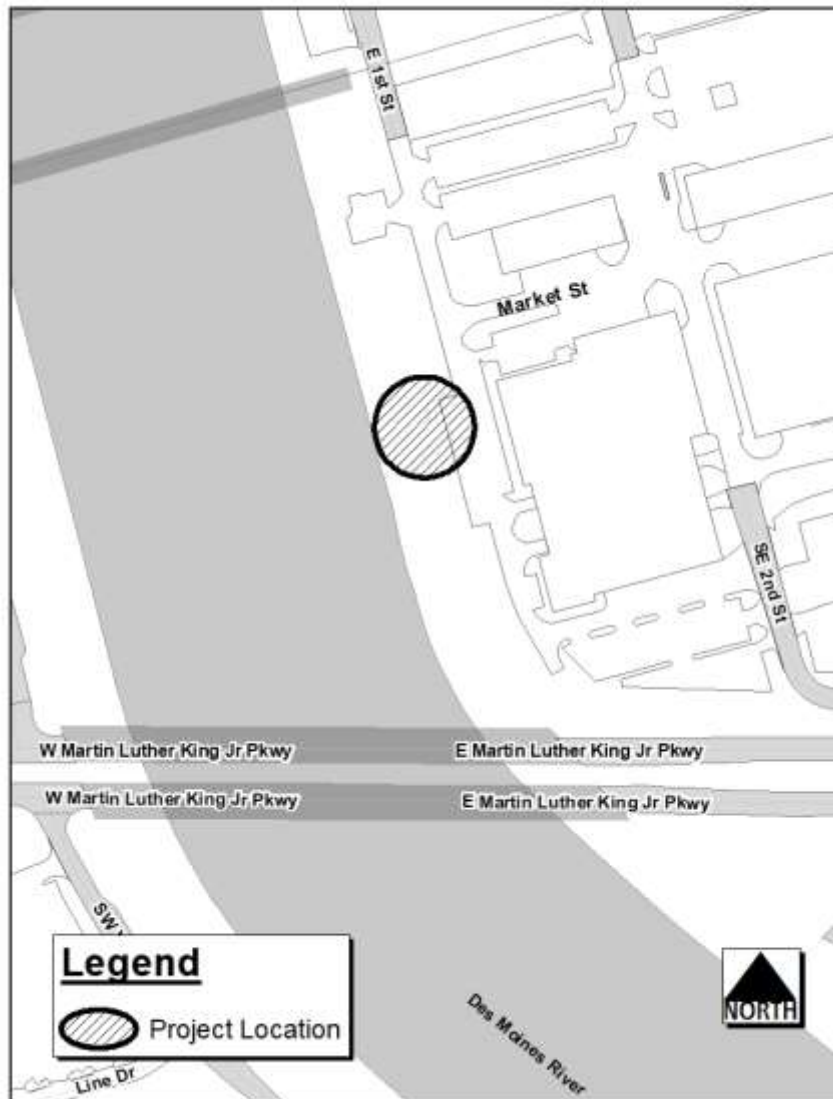 E 1st St
Market St
SE 2nd St
W Martin Luther King Jr Pkwy
E Martin Luther King Jr Pkwy
W Martin Luther King Jr Pkwy
E Martin Luther King Jr Pkwy
SW
Legend
Project Location
NORTH
Des Moines River
Line Dr